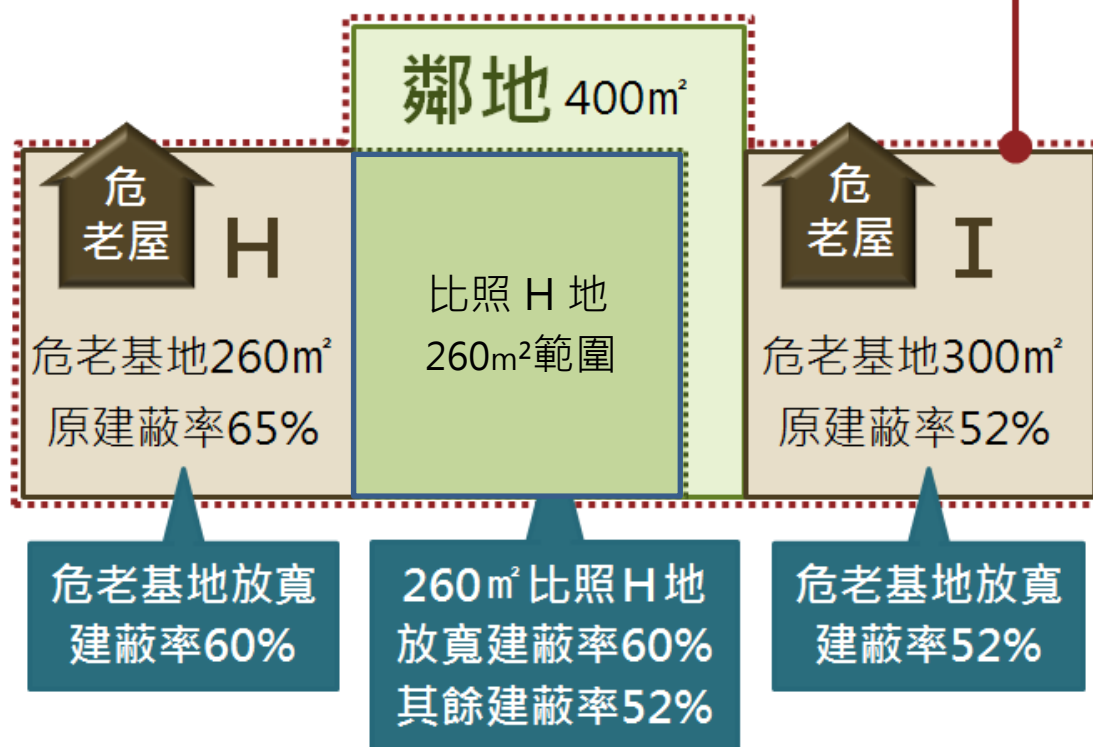 鄰地 400㎡
危
老屋
H
危老基地260㎡
原建蔽率65%
比照 H 地
260m²範圍
危
老屋
I
危老基地300㎡
原建蔽率52%
危老基地放寬
建蔽率60%
260㎡比照H地
放寬建蔽率60%
其餘建蔽率52%
危老基地放寬
建蔽率52%